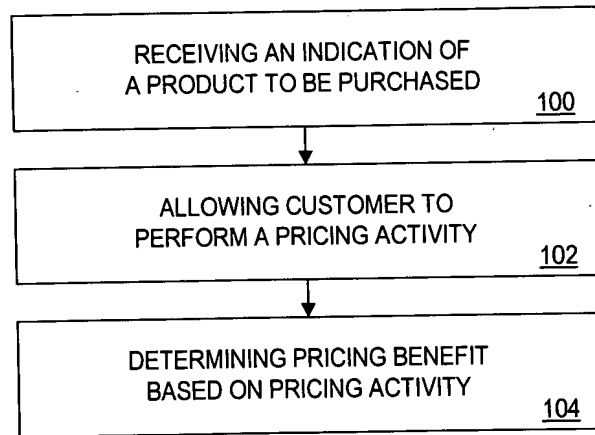 RECEIVING AN INDICATION OF
A PRODUCT TO BE PURCHASED
100
ALLOWING CUSTOMER TO
PERFORM A PRICING ACTIVITY
102
DETERMINING PRICING BENEFIT
BASED ON PRICING ACTIVITY
104